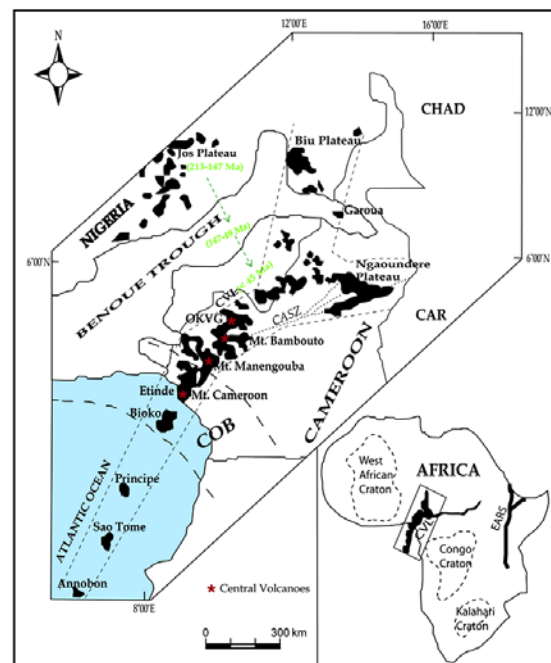 12°00'E
16°00'E
N
CHAD
12°00'N
Biu Plateau
Jos Plateau
(213-147 Ma)
Garoua
NIGERIA
BENOUE TROUGH
(147-49 Ma)
6°00'N
6°00'N
Ngaoundere
Plateau
CVL
OKVG
CASZ
CAR
Mt. Bambouto
Mt. Manengouba
CAMEROON
Etinde
Mt. Cameroon
Bioko
COB
ATLANTIC OCEAN
Principe
Sao Tome
Annobon
8°00'E
Central Volcanoes
0
300 km
AFRICA
West
African
Craton
CVL
EARS
Congo
Craton
Kalahari
Craton